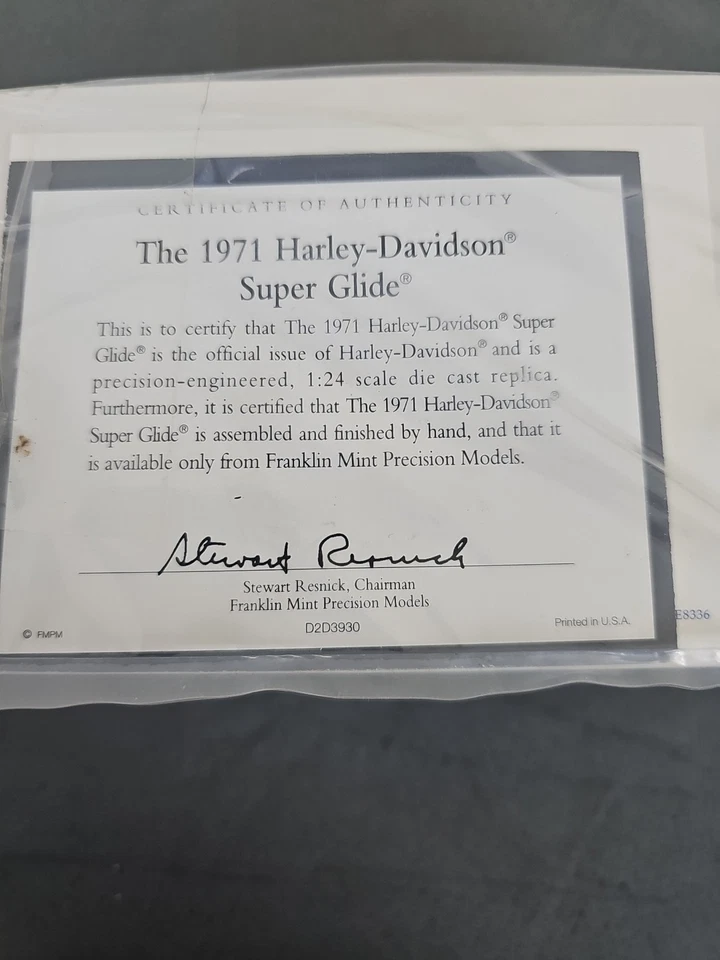 CERTIFICATE OF AUTHENTICITY
The 1971 Harley-Davidson®
Super Glide®
This is to certify that The 1971 Harley-Davidson® Super
Glide® is the official issue of Harley-Davidson® and is a
precision-engineered, 1:24 scale die cast replica.
Furthermore, it is certified that The 1971 Harley-Davidson®
Super Glide® is assembled and finished by hand, and that it
is available only from Franklin Mint Precision Models.
Stewart Resnick
Stewart Resnick, Chairman
Franklin Mint Precision Models
© FMPM
D2D3930
Printed in U.S.A.
E8336